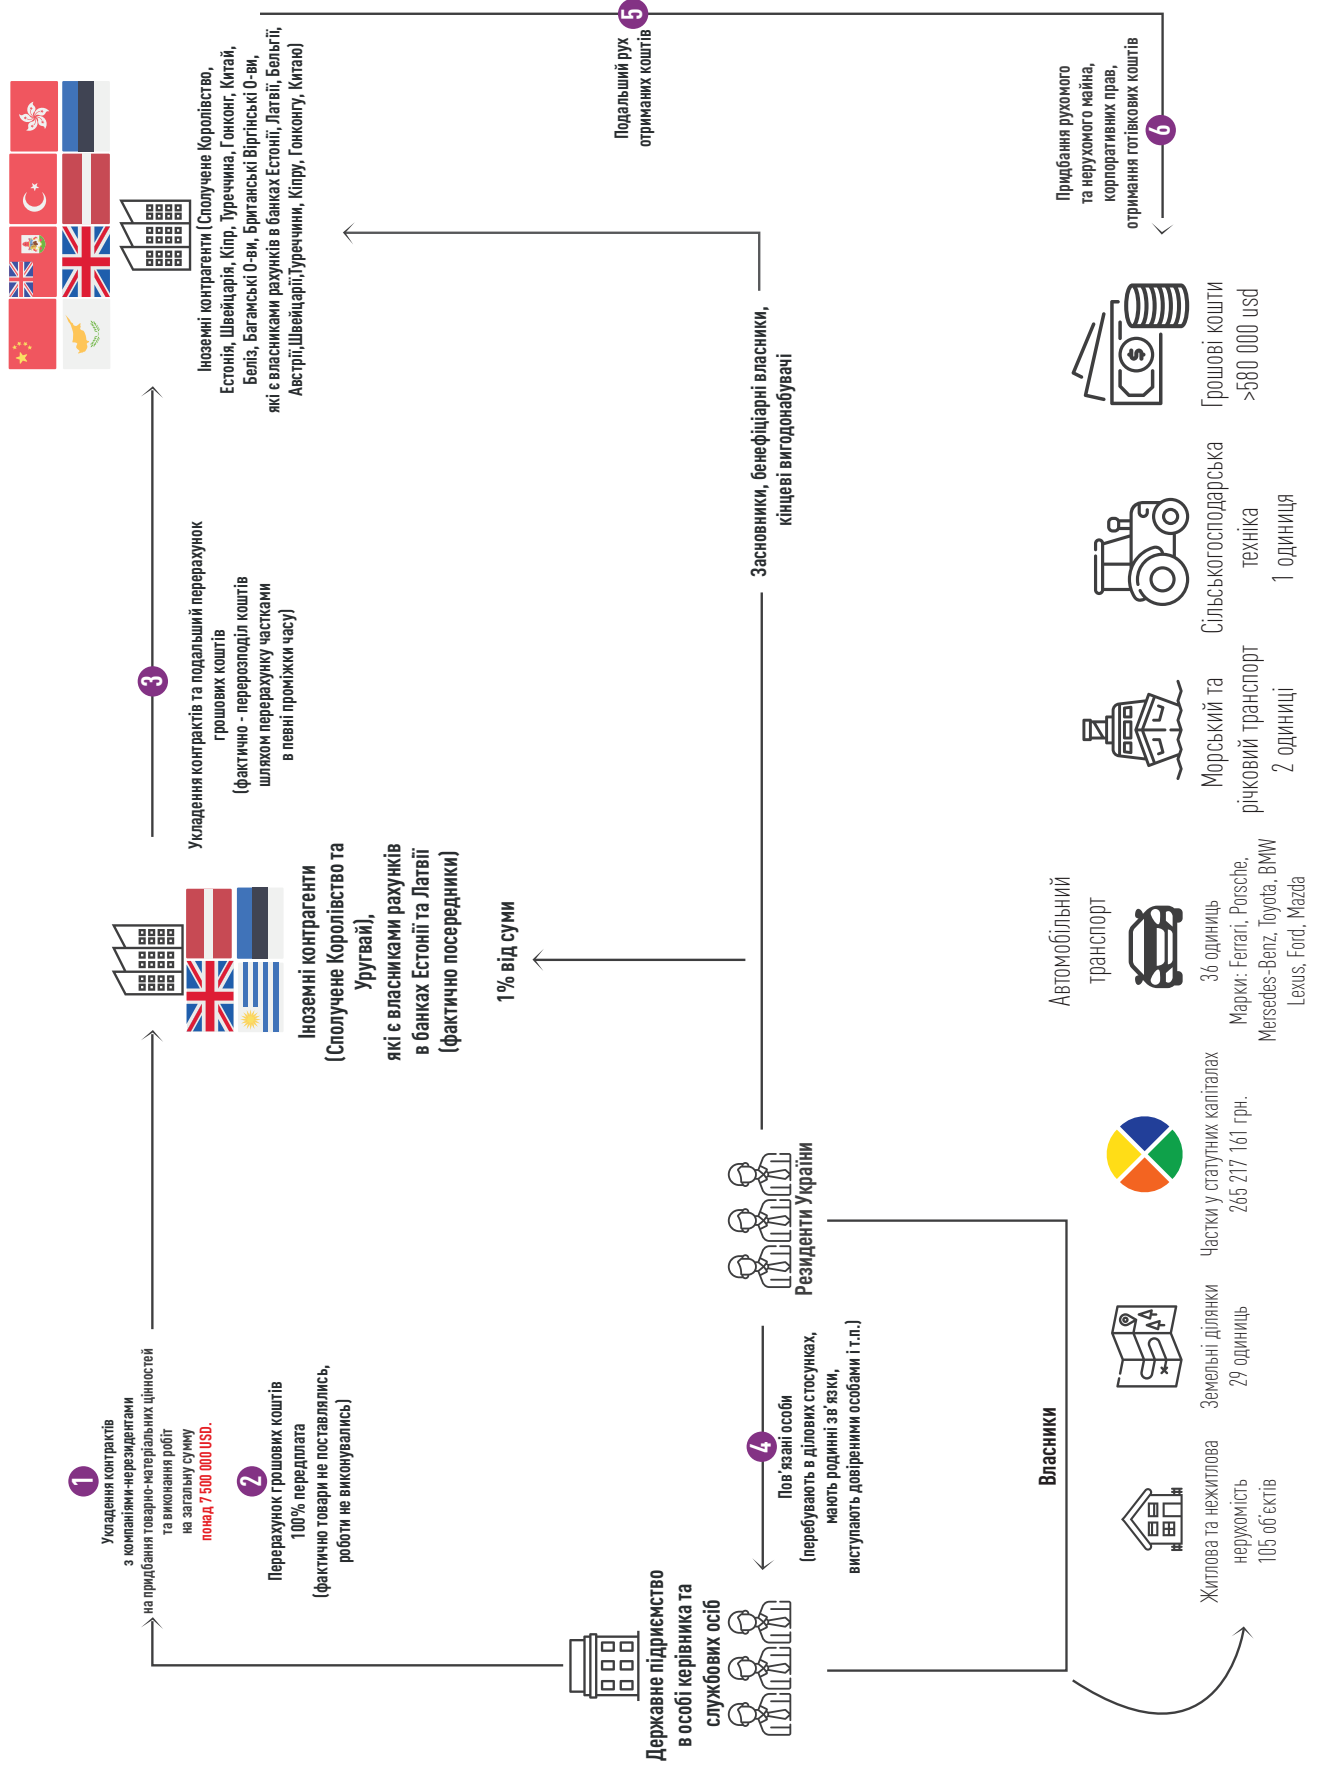 1
Укладення контрактів
з компаніями-нерезидентами
на придбання товарно-матеріальних цінностей
та виконання робіт
на загальну сумму
понад 7 500 000 USD.
2
Перерахунок грошових коштів
100% передплата
(фактично товари не поставлялись,
роботи не виконувались)
Іноземні контрагенти
(Сполучене Королівство та
Уругвай),
які є власниками рахунків
в банках Естонії та Латвії
(фактично посередники)
1% від суми
3
Укладення контрактів та подальший перерахунок
грошових коштів
(фактично - перерозподіл коштів
шляхом перерахунку частками
в певні проміжки часу)
Іноземні контрагенти (Сполучене Королівство,
Естонія, Швейцарія, Кіпр, Туреччина, Гонконг, Китай,
Беліз, Багамські О-ви, Британські Віргінські О-ви,
які є власниками рахунків в банках Естонії, Латвії, Бельгії,
Австрії,Швейцарії,Туреччини, Кіпру, Гонконгу, Китаю)
Державне підриємство
в особі керівника та
службових осіб
4
Пов'язані особи
(перебувають в ділових стосунках,
мають родинні зв'язки,
виступають довіреними особами і т.п.)
Резиденти України
Засновники, бенефіціарні власники,
кінцеві вигодонабувачі
5
Подальший рух
отриманих коштів
Власники
6
Придбання рухомого
та нерухомого майна,
корпоративних прав,
отримання готівкових коштів
Житлова та нежитлова
нерухомість
105 об'єктів
Земельні ділянки
29 одиниць
Частки у статутних капіталах
265 217 161 грн.
Автомобільний
транспорт
36 одиниць
Марки: Ferrari, Porsche,
Mersedes-Benz, Toyota, BMW
Lexus, Ford, Mazda
Морський та
річковий транспорт
2 одиниці
Сільськогосподарська
техніка
1 одиниця
Грошові кошти
>580 000 usd